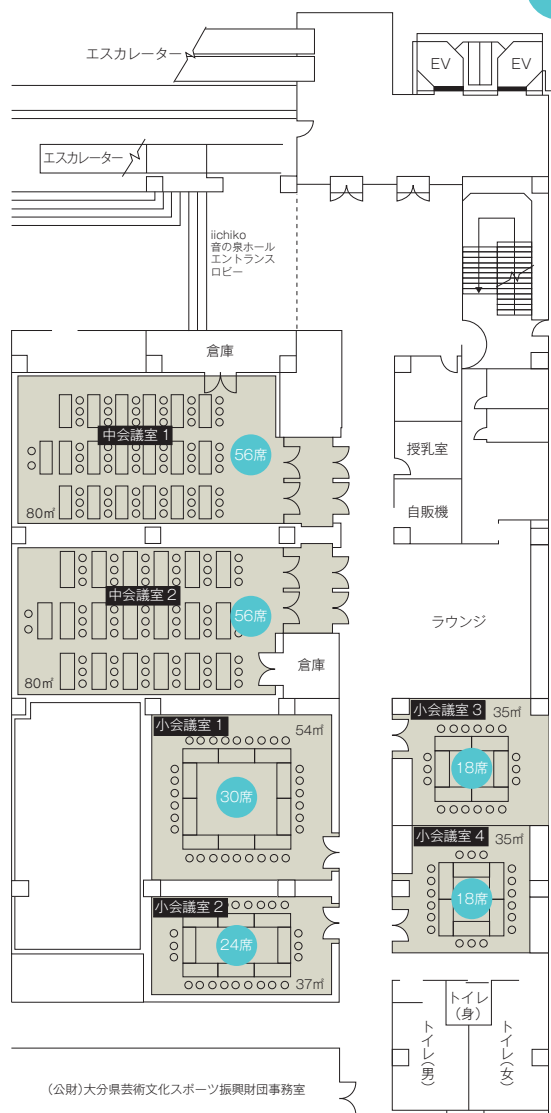 エスカレーター
EV
EV
エスカレーター
iichiko
音の泉ホール
エントランス
ロビー
倉庫
中会議室 1
56席
80㎡
授乳室
自販機
中会議室 2
56席
80㎡
倉庫
ラウンジ
小会議室 1
54㎡
30席
小会議室 3
35㎡
18席
小会議室 4
35㎡
18席
小会議室 2
24席
37㎡
トイレ
(身)
トイレ(男)
トイレ(女)
(公財)大分県芸術文化スポーツ振興財団事務室